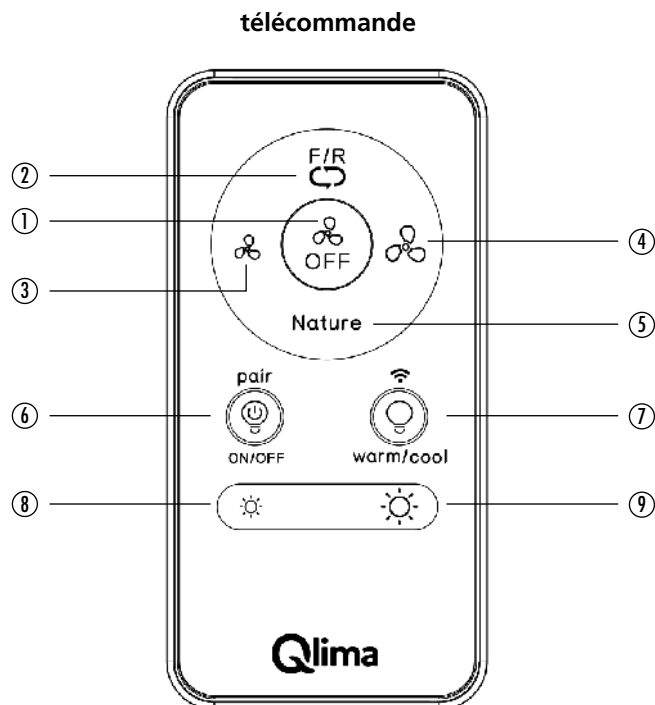 télécommande
F/R
②
①
OFF
④
③
Nature
⑤
pair
⑥
⑦
ON/OFF
warm/cool
⑧
⑨
Qlima